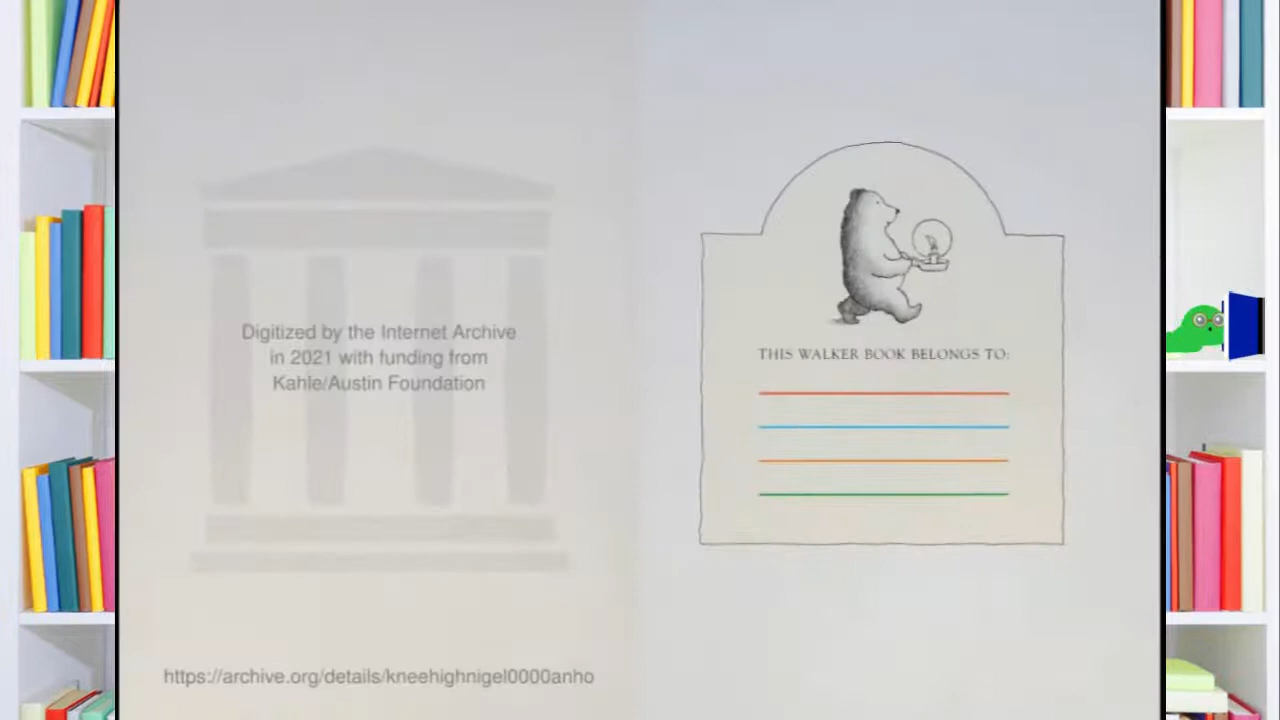 Digitized by the Internet Archive
in 2021 with funding from
Kahle/Austin Foundation
https://archive.org/details/kneehighnigel0000anho
THIS WALKER BOOK BELONGS TO: